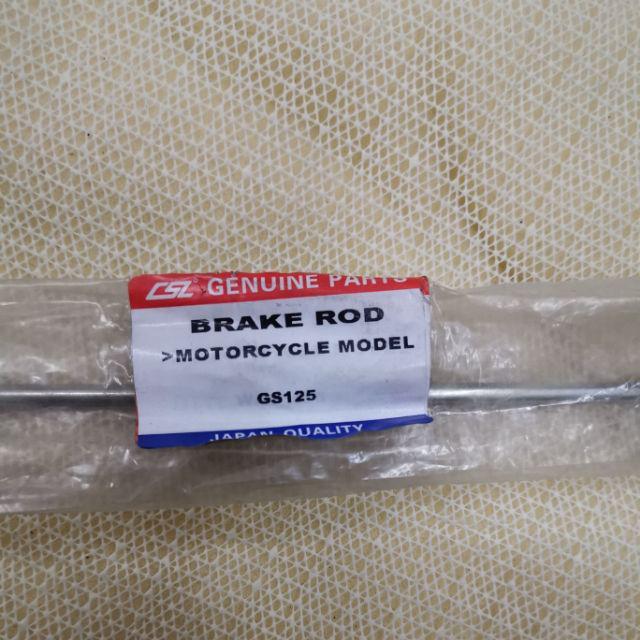 CSL GENUINE PARTS
BRAKE ROD
>MOTORCYCLE MODEL
GS125
JAPAN QUALITY